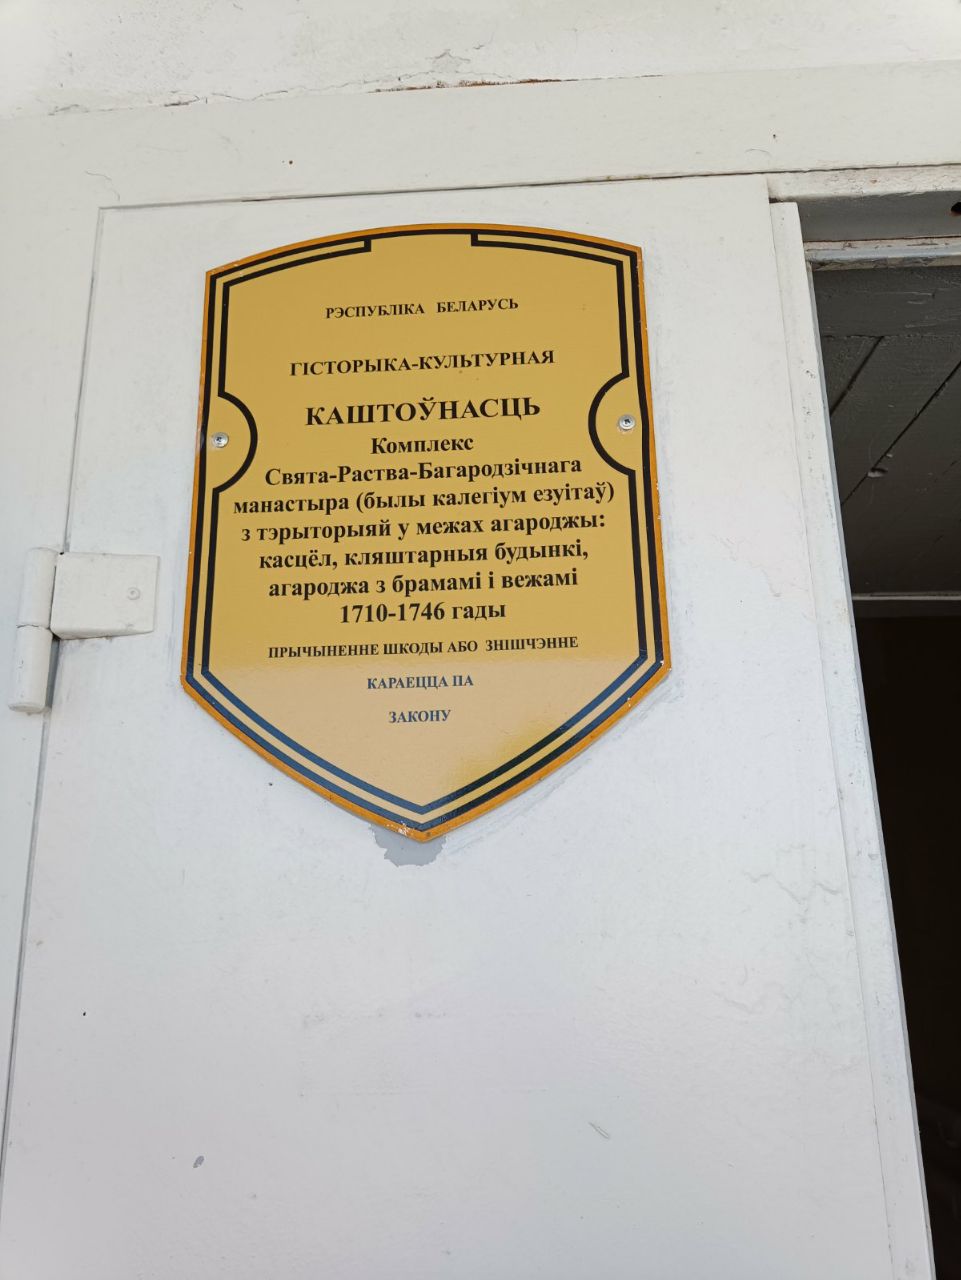 РЭСПУБЛІКА БЕЛАРУСЬ
ГІСТОРЫКА-КУЛЬТУРНАЯ
КАШТОЎНАСЦЬ
Комплекс
Свята-Раства-Багародзічнага
манастыра (былы калегіум езуітаў)
з тэрыторыяй у межах агароджы:
касцёл, кляштарныя будынкі,
агароджа з брамамі і вежамі
1710-1746 гады
ПРЫЧЫНЕННЕ ШКОДЫ АБО ЗНІШЧЭННЕ
КАРАЕЦЦА ПА
ЗАКОНУ